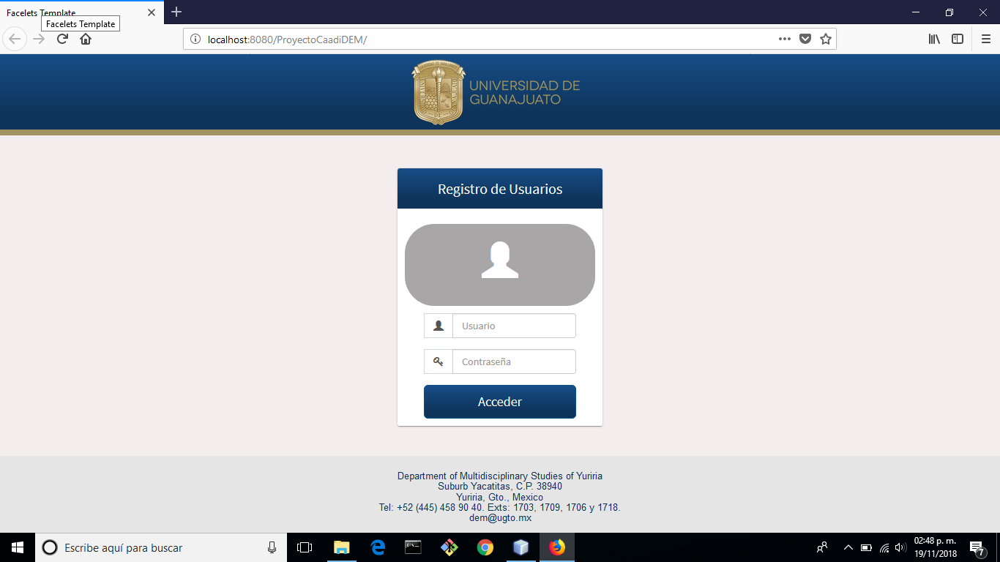 Facelets Template
Facelets Template
localhost:8080/ProyectoCaadiDEM/
UNIVERSIDAD DE
GUANAJUATO
Registro de Usuarios
Usuario
Contraseña
Acceder
Department of Multidisciplinary Studies of Yuriria
Suburb Yacatitas, C.P. 38940
Yuriria, Gto., Mexico
Tel: +52 (445) 458 90 40. Exts: 1703, 1709, 1706 y 1718.
dem@ugto.mx
Escribe aquí para buscar
02:48 p. m.
19/11/2018
7